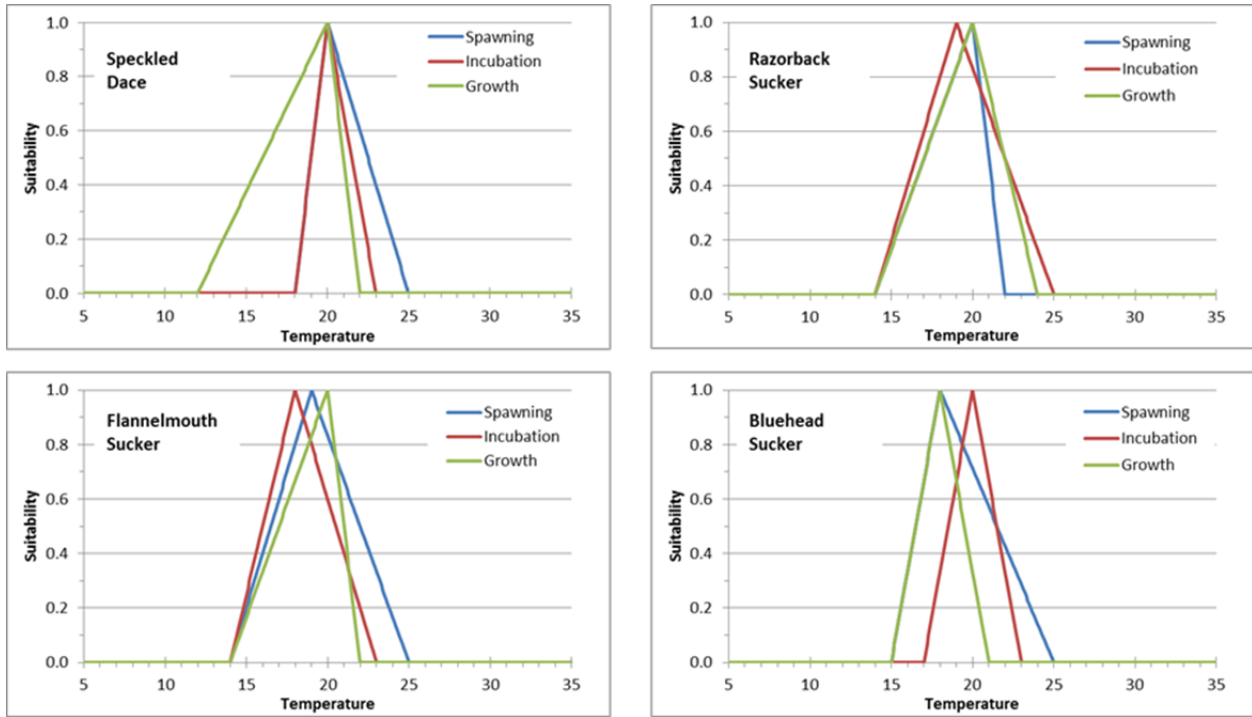 1.0
0.8
0.6
0.4
0.2
0.0
Suitability
Speckled
Dace
Spawning
Incubation
Growth
5 10 15 20 25 30 35
Temperature
1.0
0.8
0.6
0.4
0.2
0.0
Suitability
Razorback
Sucker
Spawning
Incubation
Growth
5 10 15 20 25 30 35
Temperature
1.0
0.8
0.6
0.4
0.2
0.0
Suitability
Flannelmouth
Sucker
Spawning
Incubation
Growth
5 10 15 20 25 30 35
Temperature
1.0
0.8
0.6
0.4
0.2
0.0
Suitability
Bluehead
Sucker
Spawning
Incubation
Growth
5 10 15 20 25 30 35
Temperature